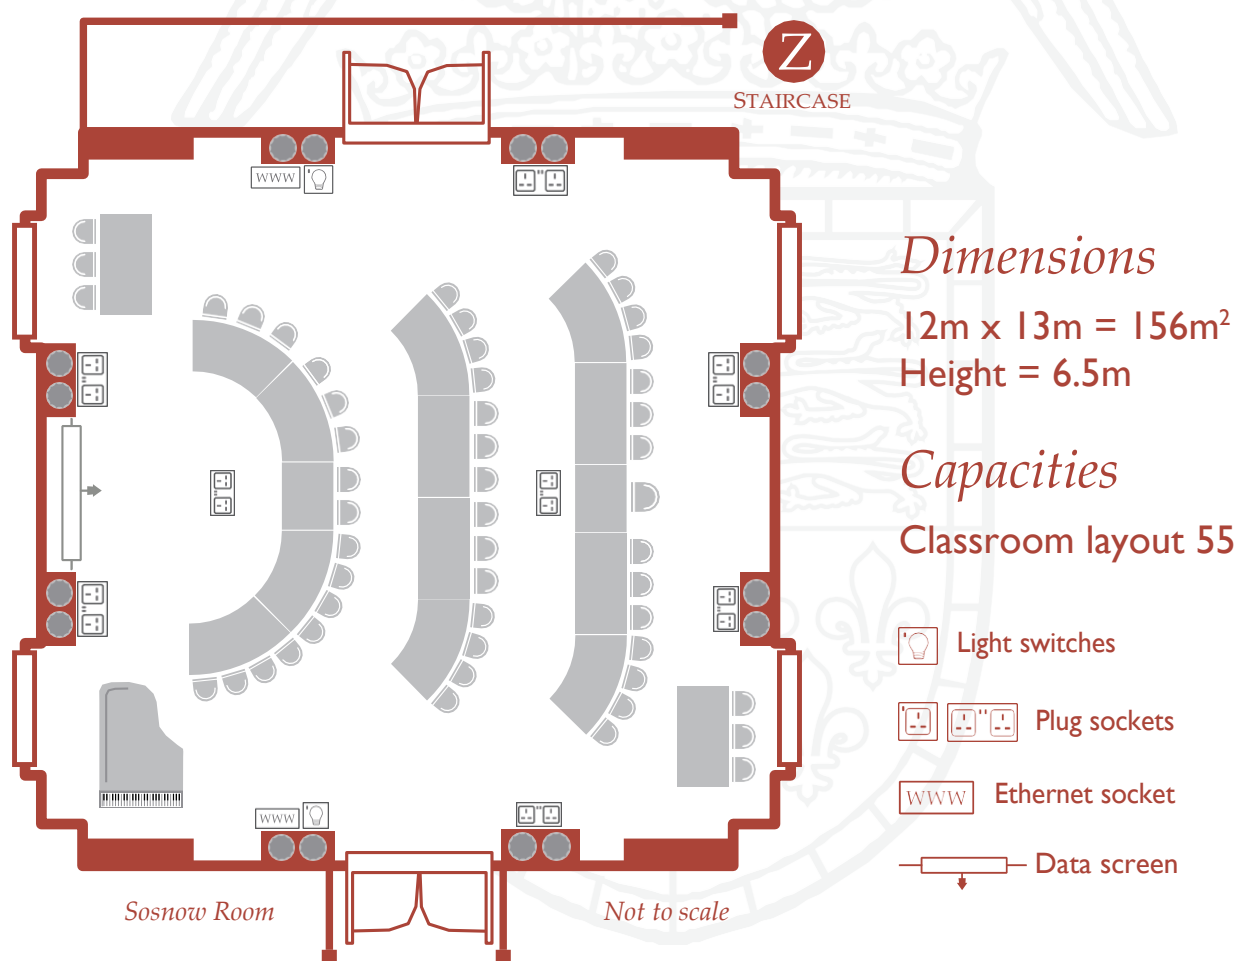 Z
STAIRCASE
WWW
Dimensions
12m x 13m = 156m²
Height = 6.5m
Capacities
Classroom layout 55
Light switches
Plug sockets
WWW
Ethernet socket
WWW
Data screen
Sosnow Room
Not to scale